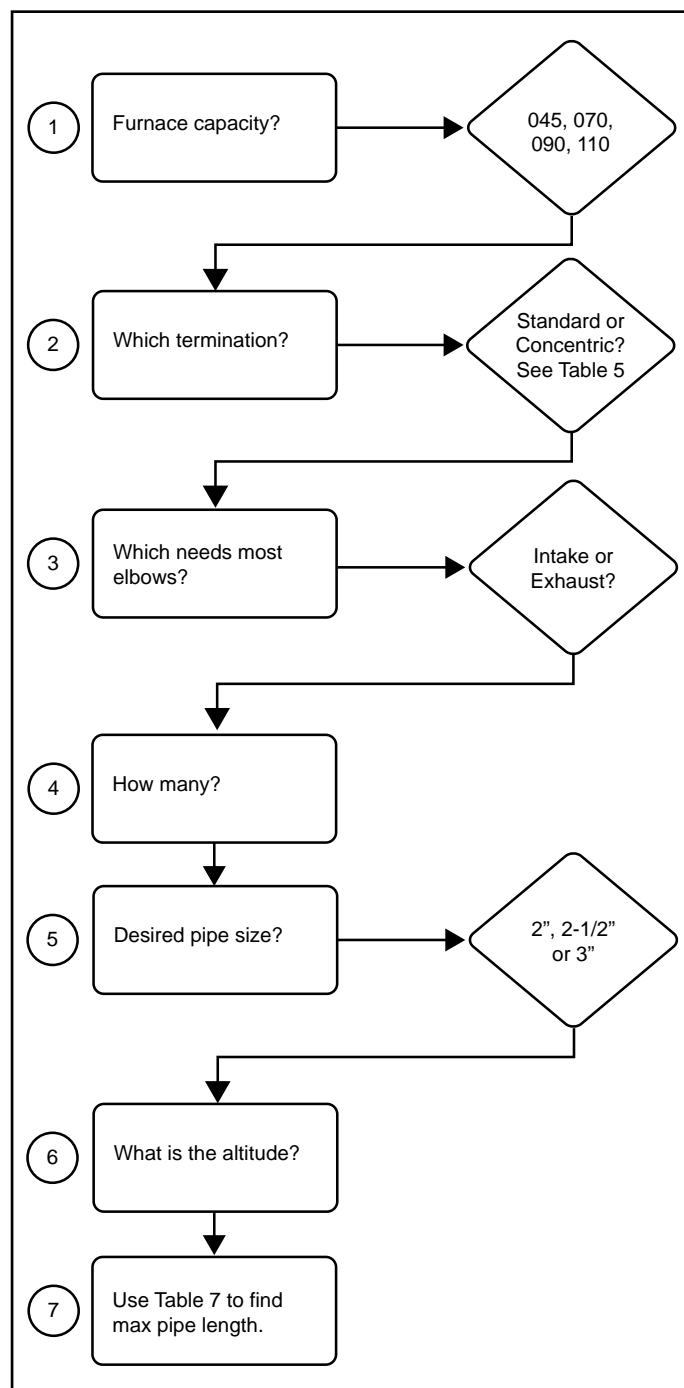 1
Furnace capacity?
045, 070,
090, 110
2
Which termination?
Standard or
Concentric?
See Table 5
3
Which needs most
elbows?
Intake or
Exhaust?
4
How many?
5
Desired pipe size?
2”, 2-1/2”
or 3”
6
What is the altitude?
7
Use Table 7 to find
max pipe length.